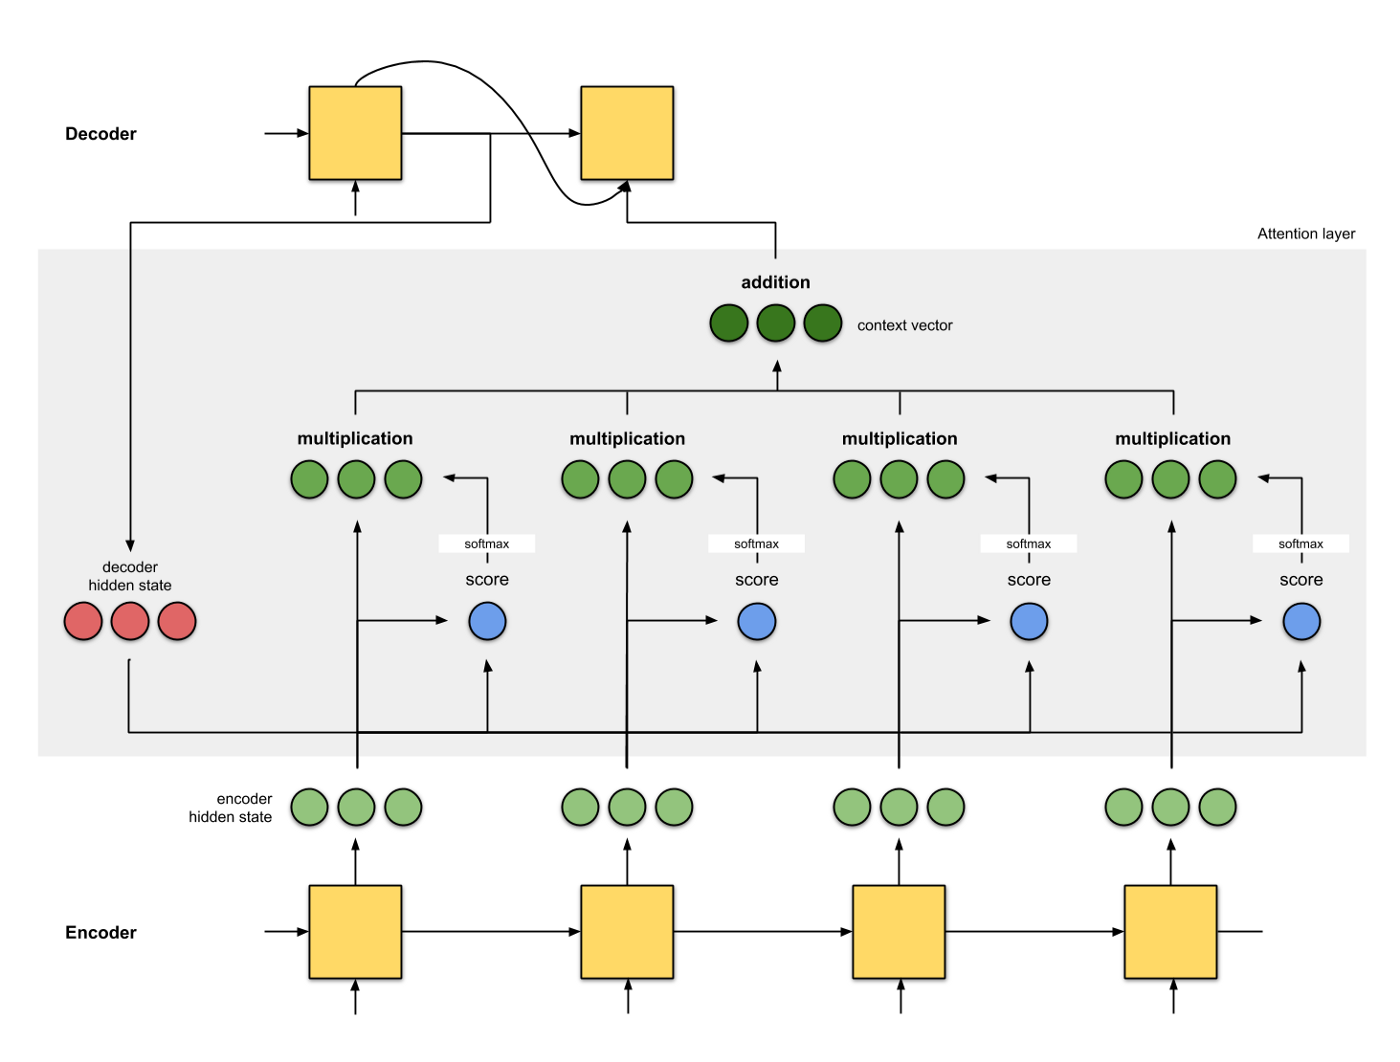 Decoder
Attention layer
addition
context vector
multiplication
multiplication
multiplication
multiplication
softmax
softmax
softmax
softmax
decoder
hidden state
score
score
score
score
encoder
hidden state
Encoder